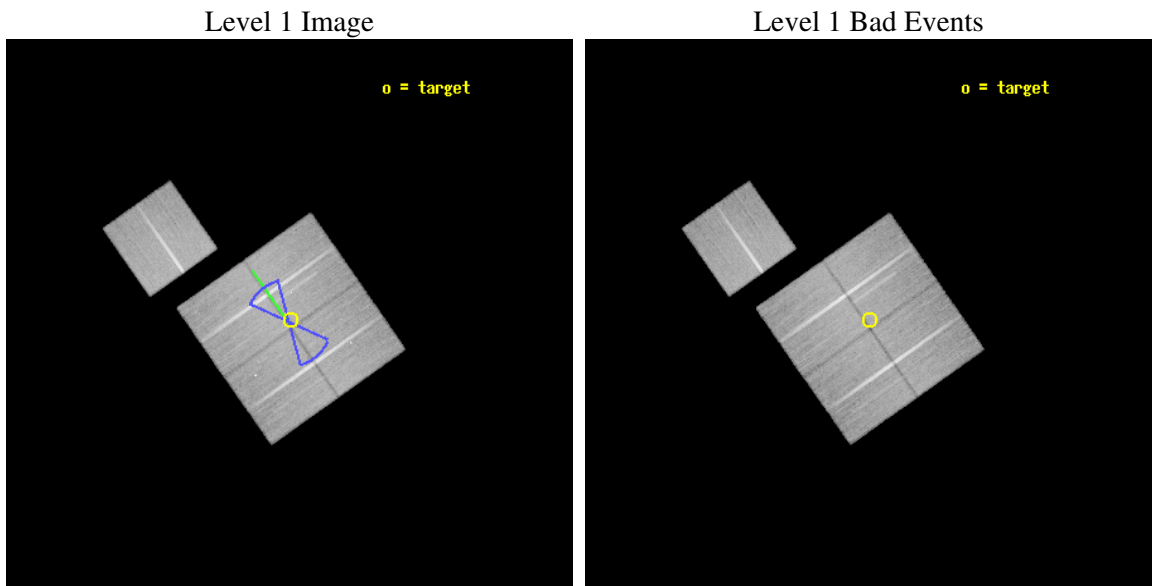 Level 1 Image
Level 1 Bad Events
o = target
o = target